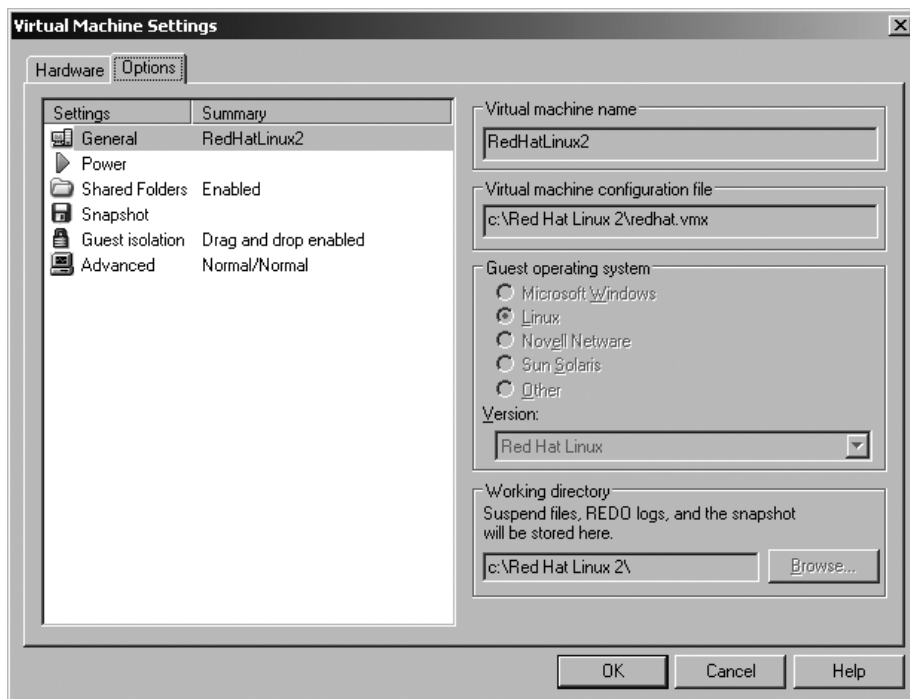 Virtual Machine Settings
Hardware
Options
Settings Summary
General RedHatLinux2
Power
Shared Folders Enabled
Snapshot
Guest isolation Drag and drop enabled
Advanced Normal/Normal
Virtual machine name
RedHatLinux2
Virtual machine configuration file
c:\Red Hat Linux 2\redhat.vmx
Guest operating system
Microsoft Windows
Linux
Novell Netware
Sun Solaris
Other
Version:
Red Hat Linux
Working directory
Suspend files, REDO logs, and the snapshot
will be stored here.
c:\Red Hat Linux 2\
Browse...
OK
Cancel
Help